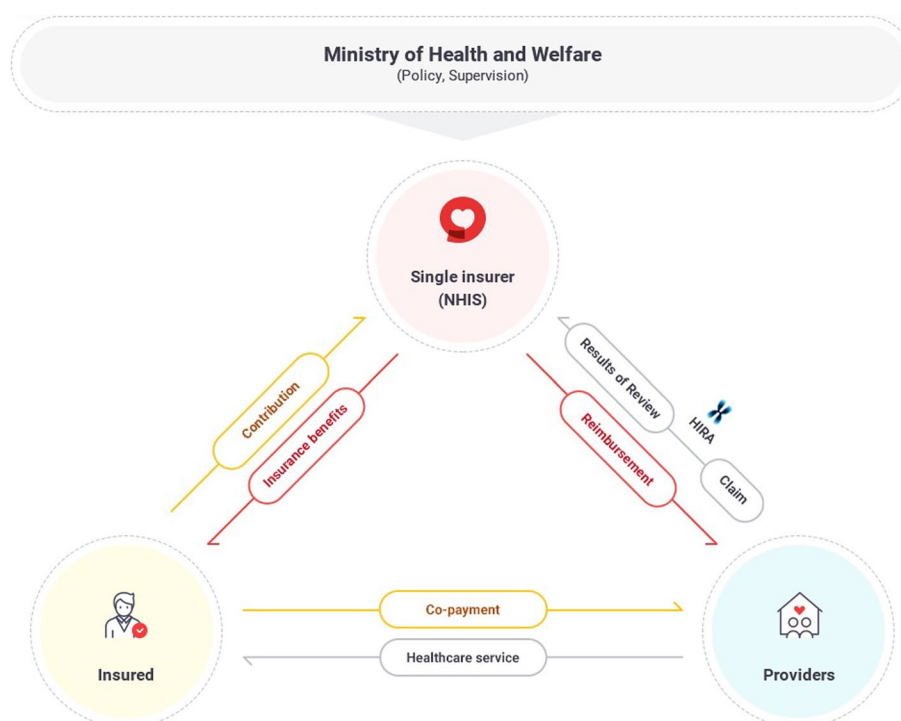 Ministry of Health and Welfare
(Policy, Supervision)
Single insurer
(NHIS)
Contribution
Insurance benefits
Results of Review
HIRA
Claim
Reimbursement
Co-payment
Healthcare service
Insured
Providers